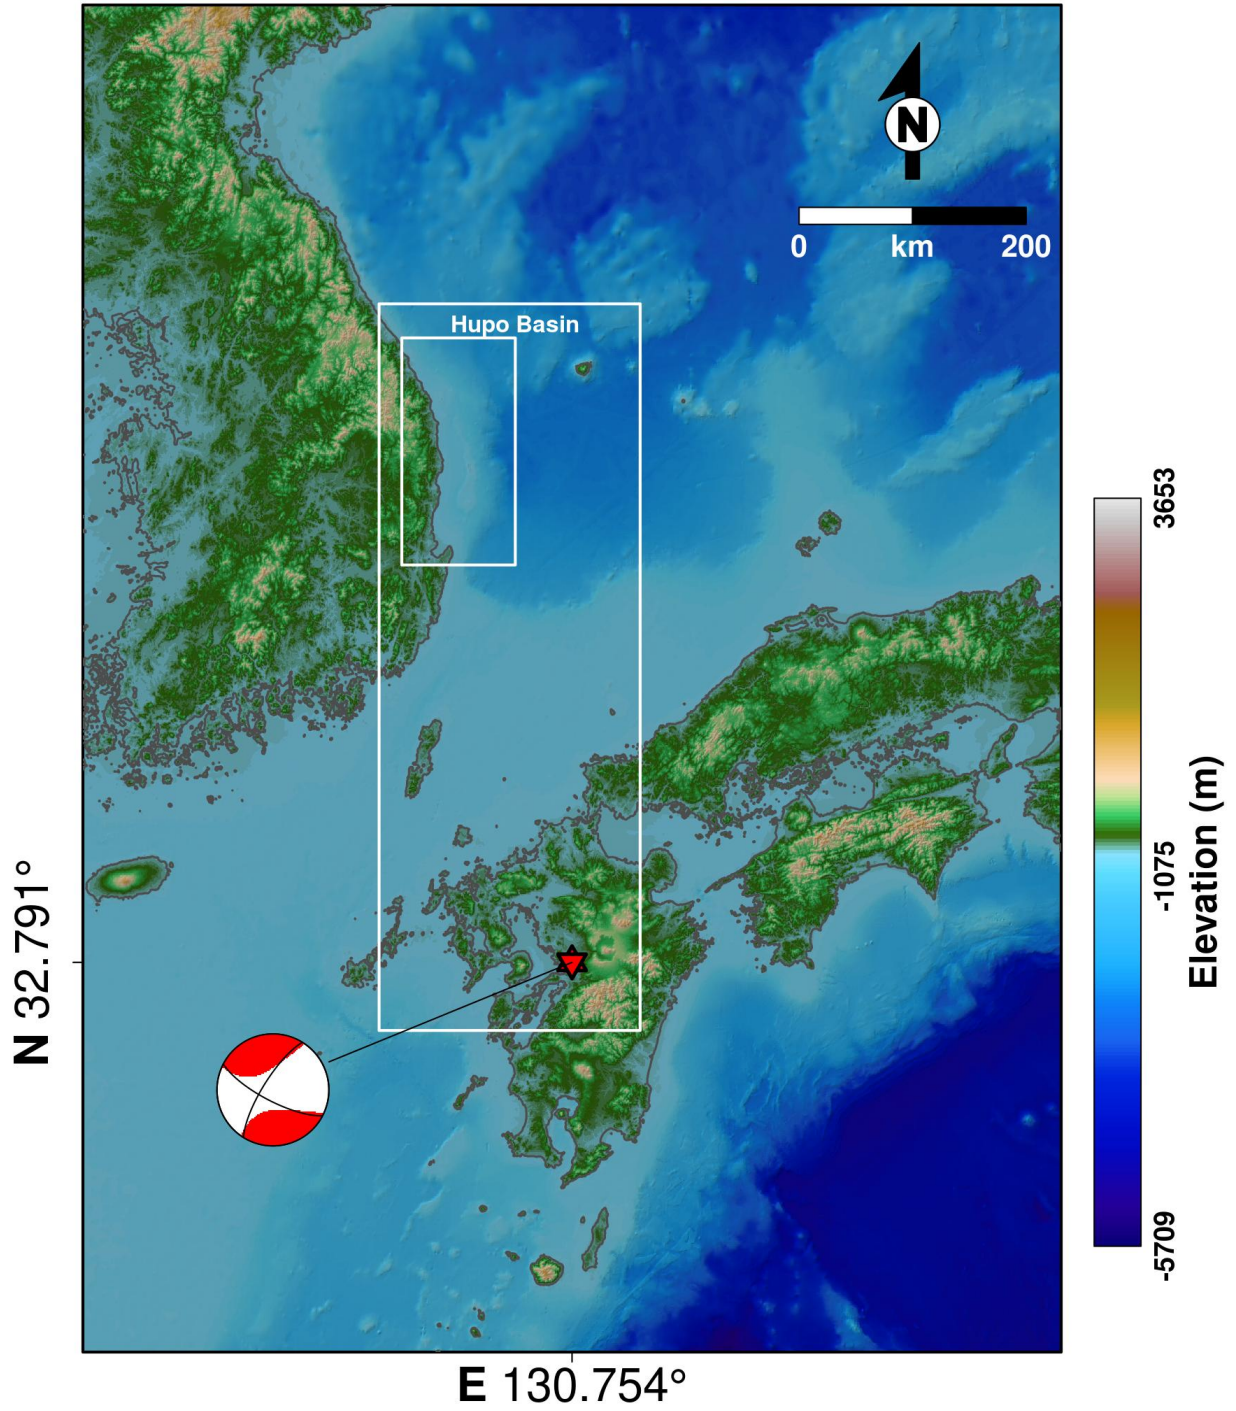 N
0 km 200
Hupo Basin
3653
-1075
-5709
Elevation (m)
N 32.791°
E 130.754°